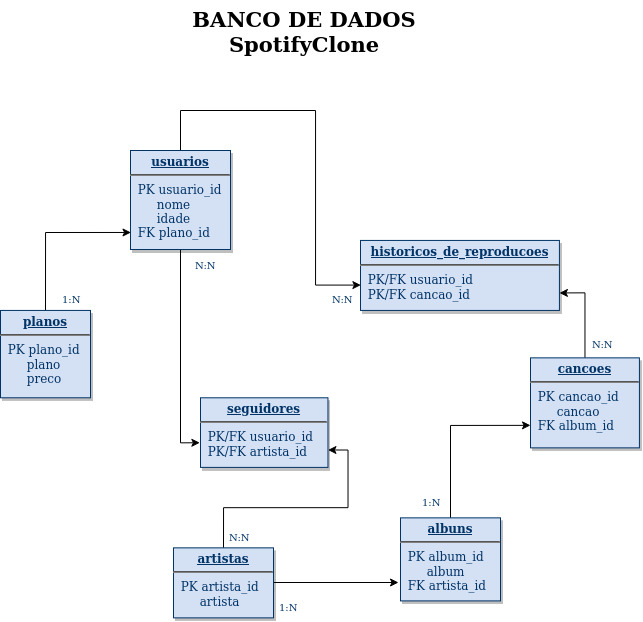 BANCO DE DADOS
SpotifyClone
usuarios
PK usuario_id
nome
idade
FK plano_id
N:N
historicos_de_reproducoes
PK/FK usuario_id
PK/FK cancao_id
N:N
1:N
planos
PK plano_id
plano
preco
N:N
cancoes
PK cancao_id
cancao
FK album_id
seguidores
PK/FK usuario_id
PK/FK artista_id
1:N
albuns
PK album_id
album
FK artista_id
N:N
artistas
PK artista_id
artista
1:N